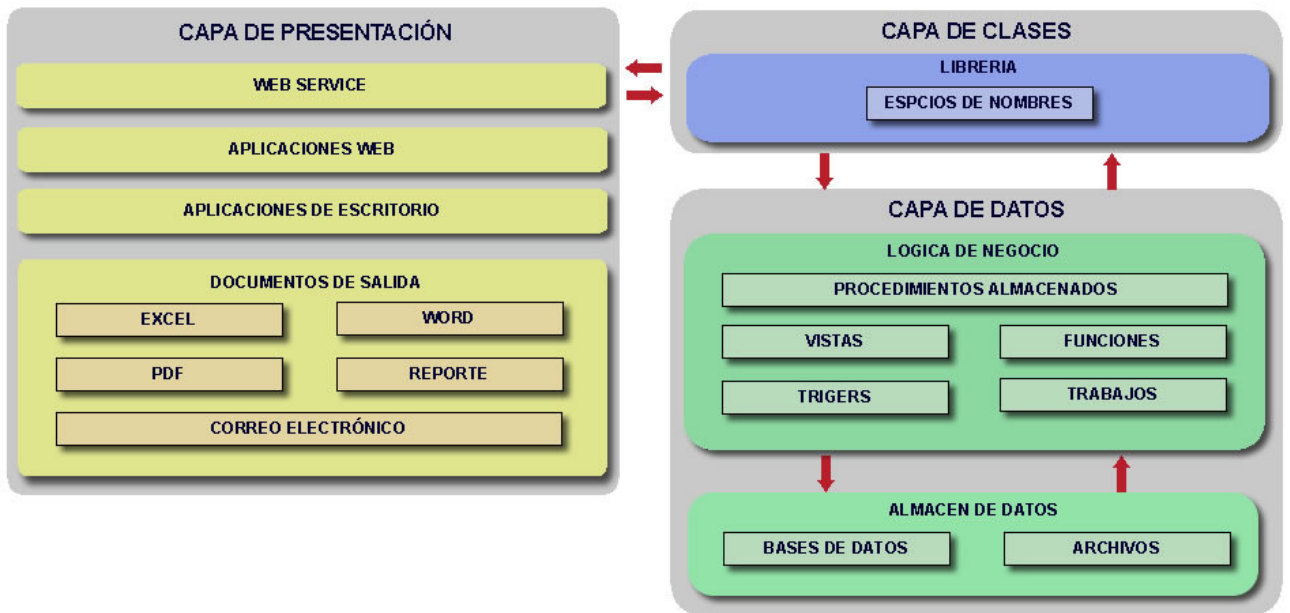 CAPA DE PRESENTACIÓN
WEB SERVICE
APLICACIONES WEB
APLICACIONES DE ESCRITORIO
DOCUMENTOS DE SALIDA
EXCEL
WORD
PDF
REPORTE
CORREO ELECTRÓNICO
CAPA DE CLASES
LIBRERIA
ESPCIOS DE NOMBRES
CAPA DE DATOS
LOGICA DE NEGOCIO
PROCEDIMIENTOS ALMACENADOS
VISTAS
FUNCIONES
TRIGERS
TRABAJOS
ALMACEN DE DATOS
BASES DE DATOS
ARCHIVOS